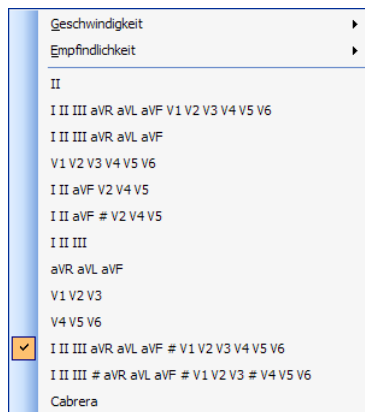 Geschwindigkeit
Empfindlichkeit
II
I II III aVR aVL aVF V1 V2 V3 V4 V5 V6
I II III aVR aVL aVF
V1 V2 V3 V4 V5 V6
I II aVF V2 V4 V5
I II aVF # V2 V4 V5
I II III
aVR aVL aVF
V1 V2 V3
V4 V5 V6
I II III aVR aVL aVF # V1 V2 V3 V4 V5 V6
I II III # aVR aVL aVF # V1 V2 V3 # V4 V5 V6
Cabrera